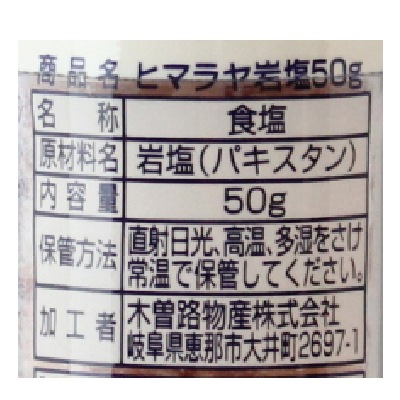 商品名 ヒマラヤ岩塩50g
名称 食塩
原材料名 岩塩(パキスタン)
内容量 50g
保管方法 直射日光、高温、多湿をさけ
常温で保管してください。
加工者 木曽路物産株式会社
岐阜県恵那市大井町2697-1